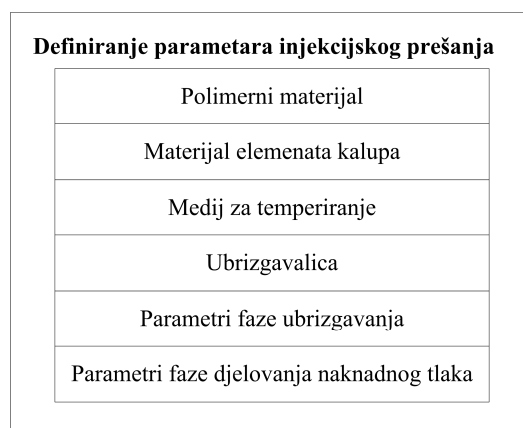 Definiranje parametara injekcijskog prešanja
Polimerni materijal
Materijal elemenata kalupa
Medij za temperiranje
Ubrizgavalica
Parametri faze ubrizgavanja
Parametri faze djelovanja naknadnog tlaka